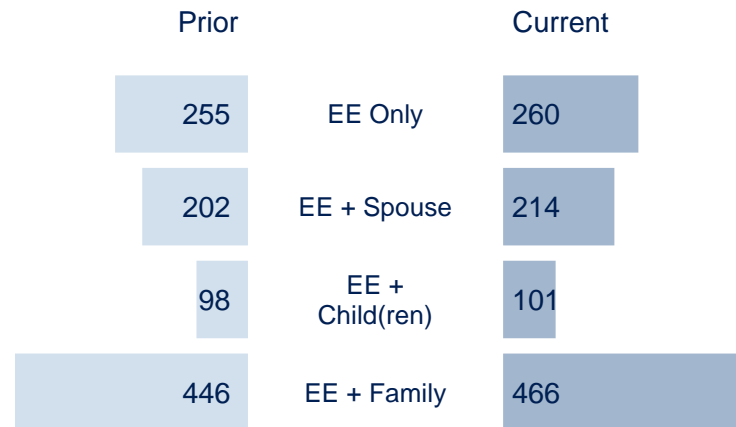 Prior Current
255 EE Only 260
202 EE + Spouse 214
98 EE +
Child(ren) 101
446 EE + Family 466